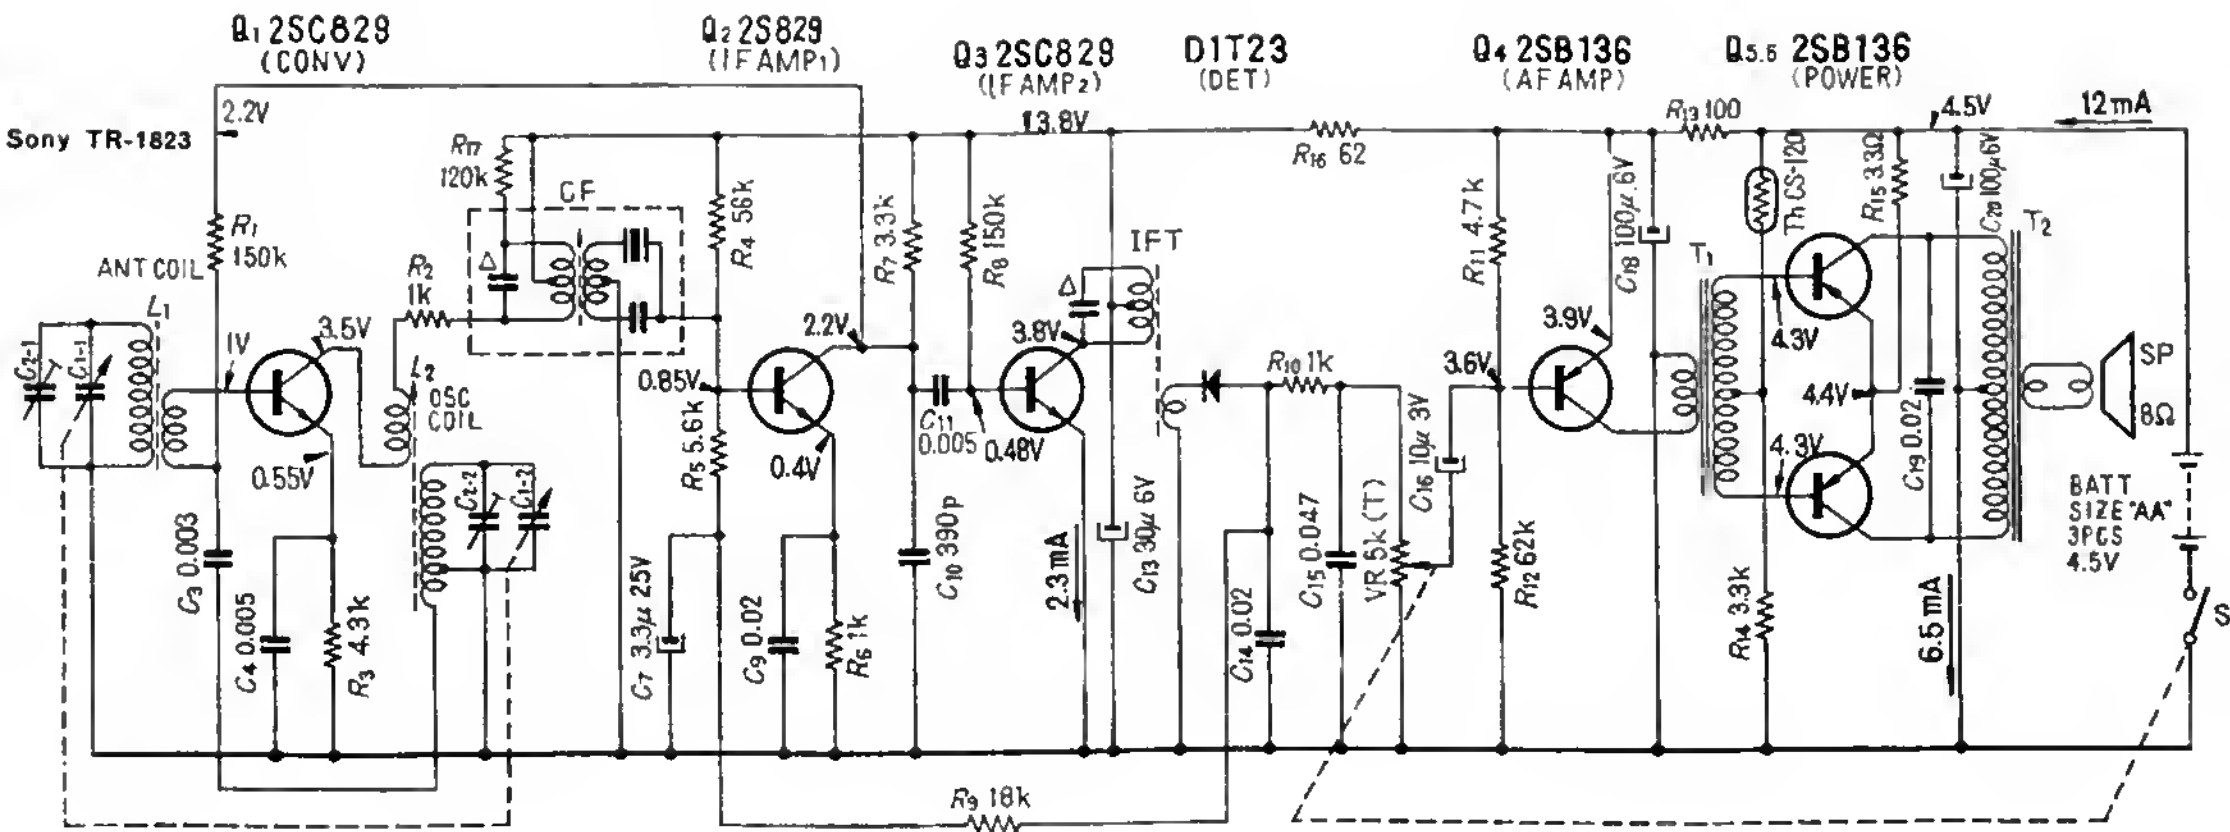 Q1 2SC829
(CONV)
Q2 2S829
(IFAMP1)
Q3 2SC829
(IFAMP2)
D1T23
(DET)
Q4 2SB136
(AFAMP)
Q5.6 2SB136
(POWER)
Sony TR-1823
2.2V
13.8V
4.5V
12mA
R13 100
R16 62
R17
120k
CF
R1
150k
ANT COIL
L1
R2
1k
Δ
R4 56k
R7 3.3k
R8 150k
IFT
Δ
R11 4.7k
C18 100μ.6V
Th CS-120
R15 3.3Ω
C20 100μ6V
T1
T2
C2-1
C1-1
1V
3.5V
L2
OSC
COIL
0.85V
2.2V
3.8V
R10 1k
3.6V
3.9V
4.3V
4.4V
4.3V
C19 0.02
SP
8Ω
0.55V
C2-2
C1-2
R5 5.6k
0.4V
C11
0.005
0.48V
C16 10μ 3V
BATT
SIZE "AA"
3PCS
4.5V
C3 0.003
C4 0.005
R3 4.3k
C7 3.3μ 25V
C9 0.02
R6 1k
C10 390p
2.3mA
C13 30μ 6V
C14 0.02
C15 0.047
VR 5k (T)
R12 62k
R14 3.3k
6.5mA
S
R9 18k